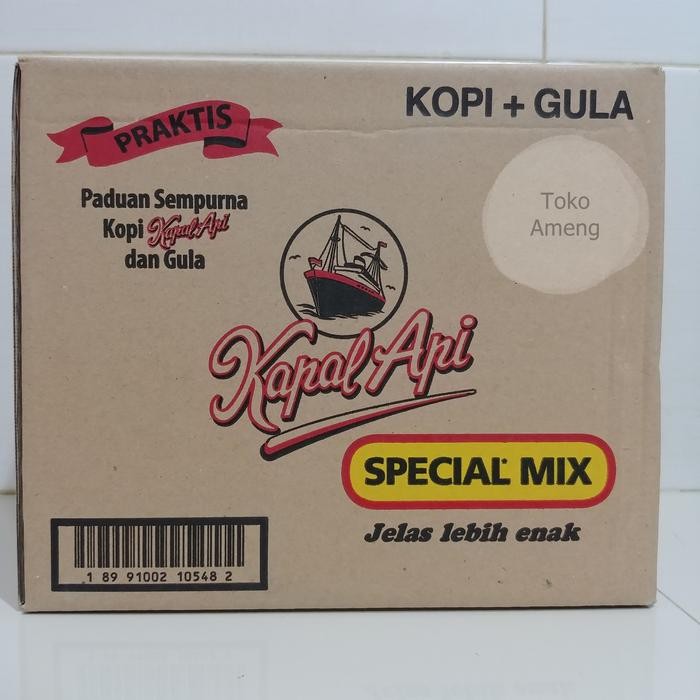 KOPI + GULA
PRAKTIS
Paduan Sempurna
Kopi Kapal Api
dan Gula
Toko
Ameng
Kapal Api
SPECIAL MIX
Jelas lebih enak
1 89 91002 10548 2